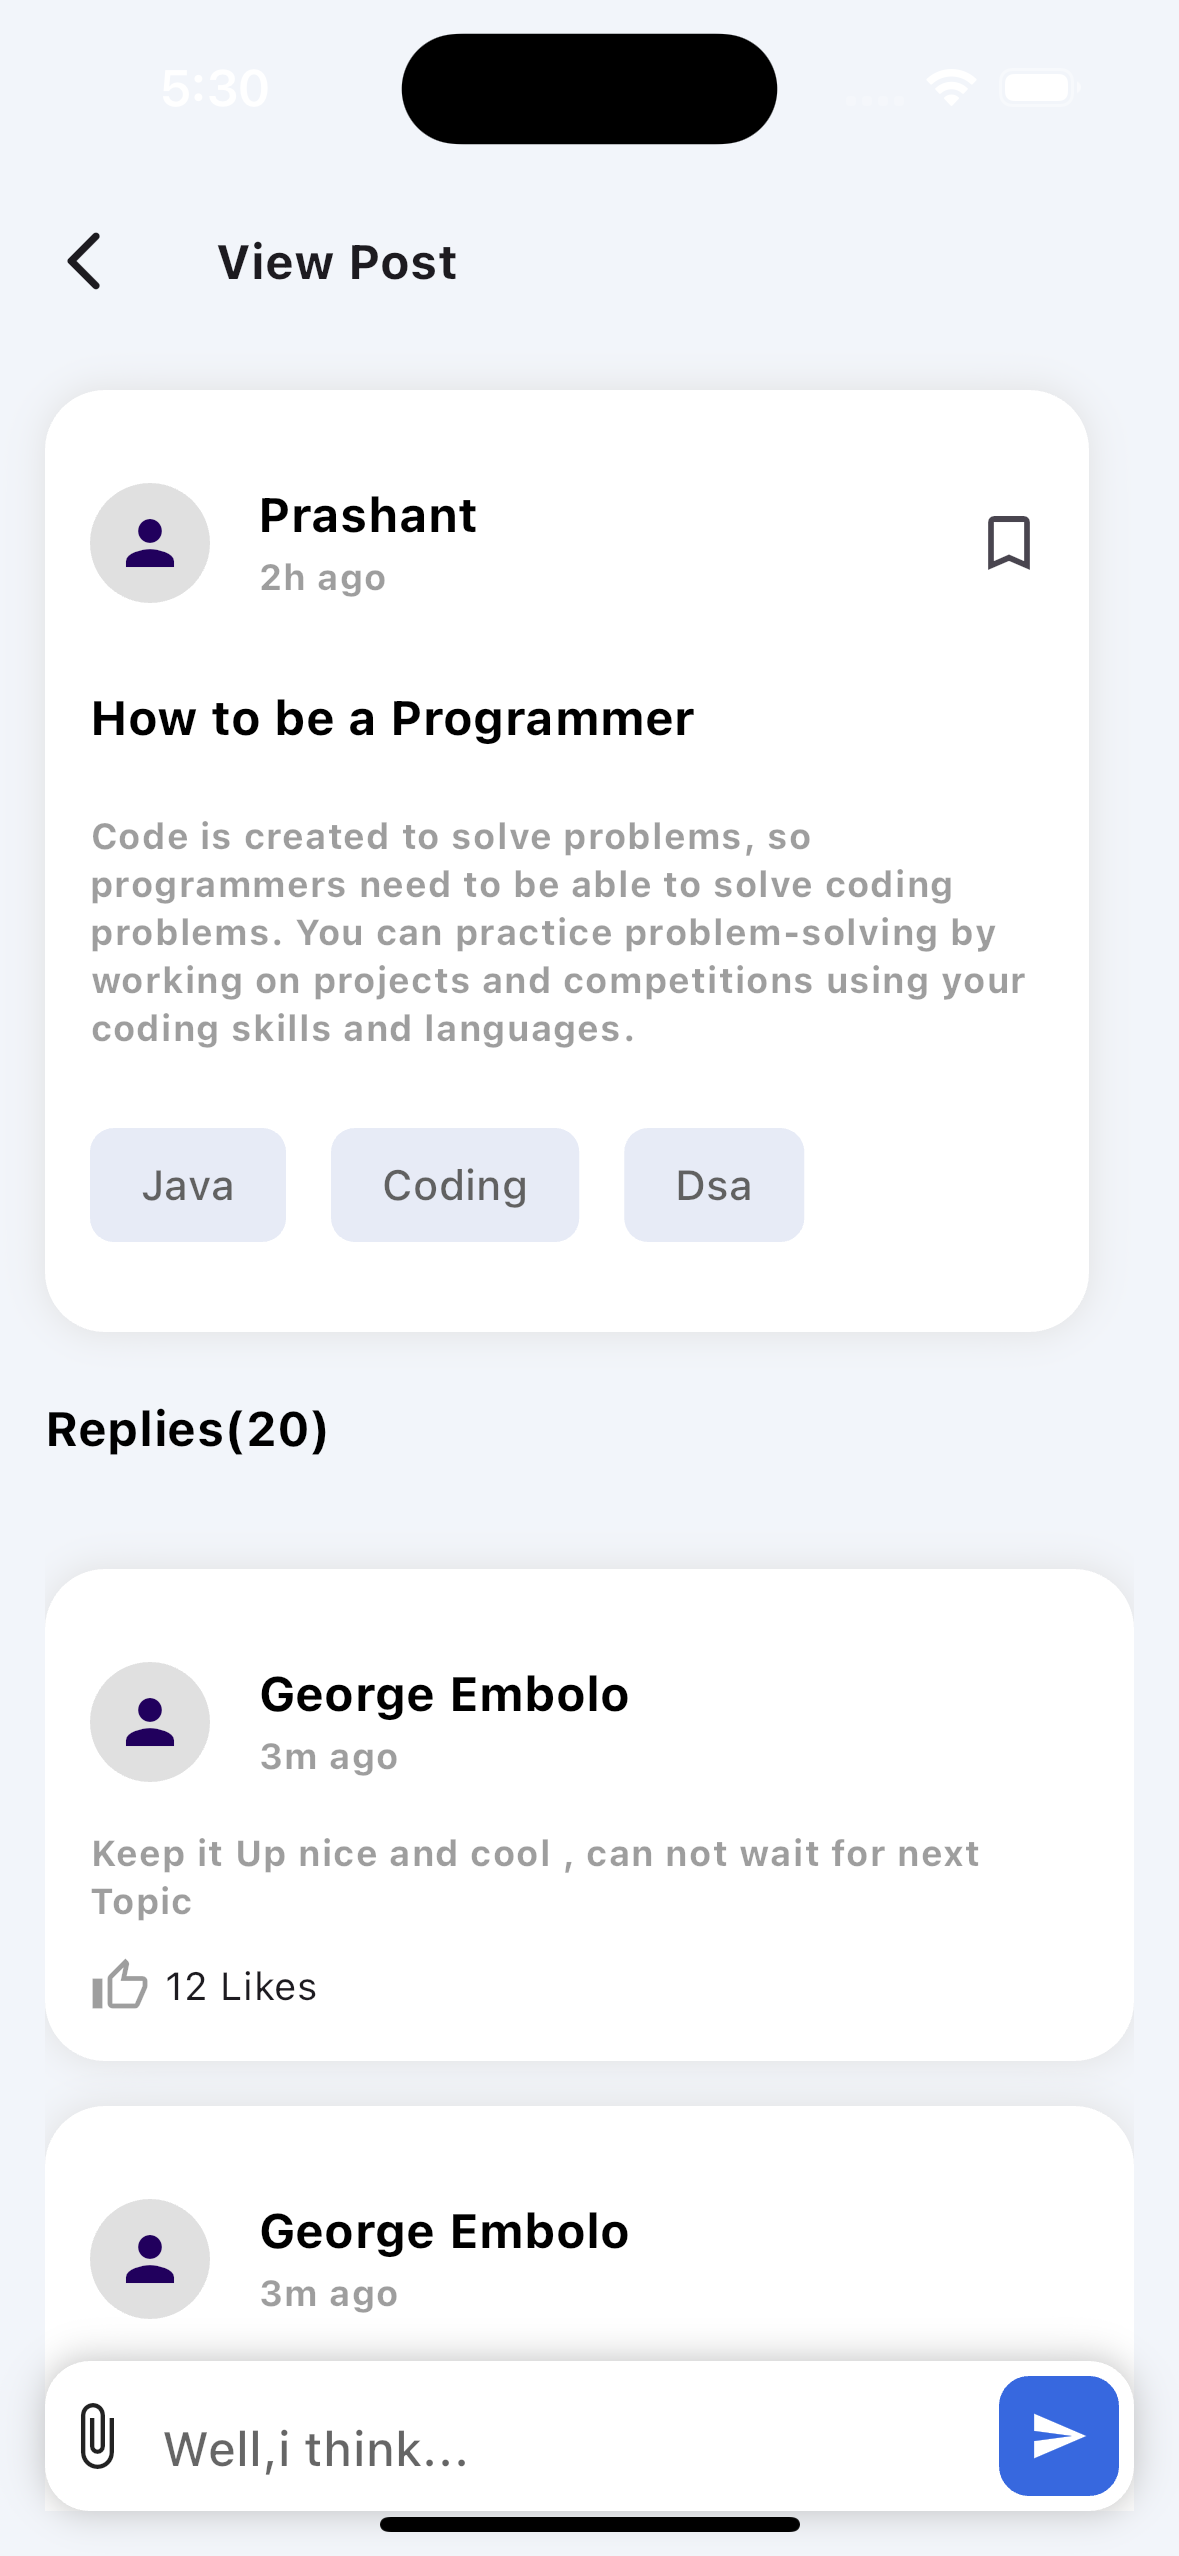 5:30
View Post
Prashant
2h ago
How to be a Programmer
Code is created to solve problems, so
programmers need to be able to solve coding
problems. You can practice problem-solving by
working on projects and competitions using your
coding skills and languages.
Java Coding Dsa
Replies(20)
George Embolo
3m ago
Keep it Up nice and cool , can not wait for next
Topic
12 Likes
George Embolo
3m ago
Well,i think...